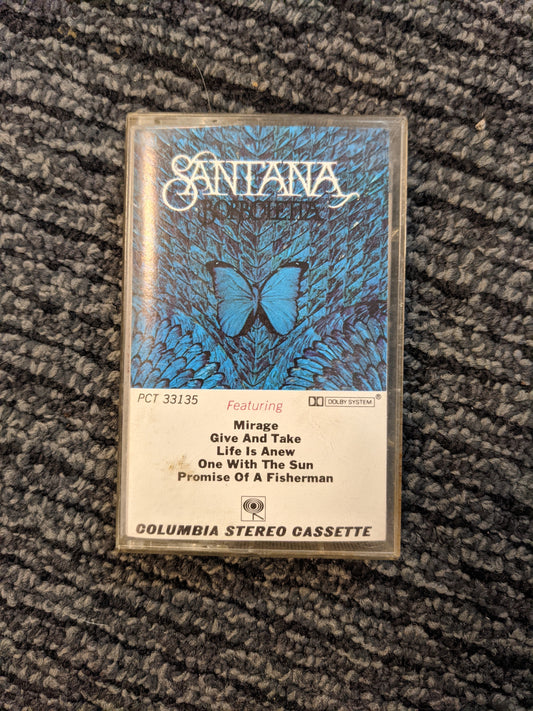 SANTANA
BORBOLETTA
PCT 33135
Featuring
DOLBY SYSTEM®
Mirage
Give And Take
Life Is Anew
One With The Sun
Promise Of A Fisherman
COLUMBIA STEREO CASSETTE